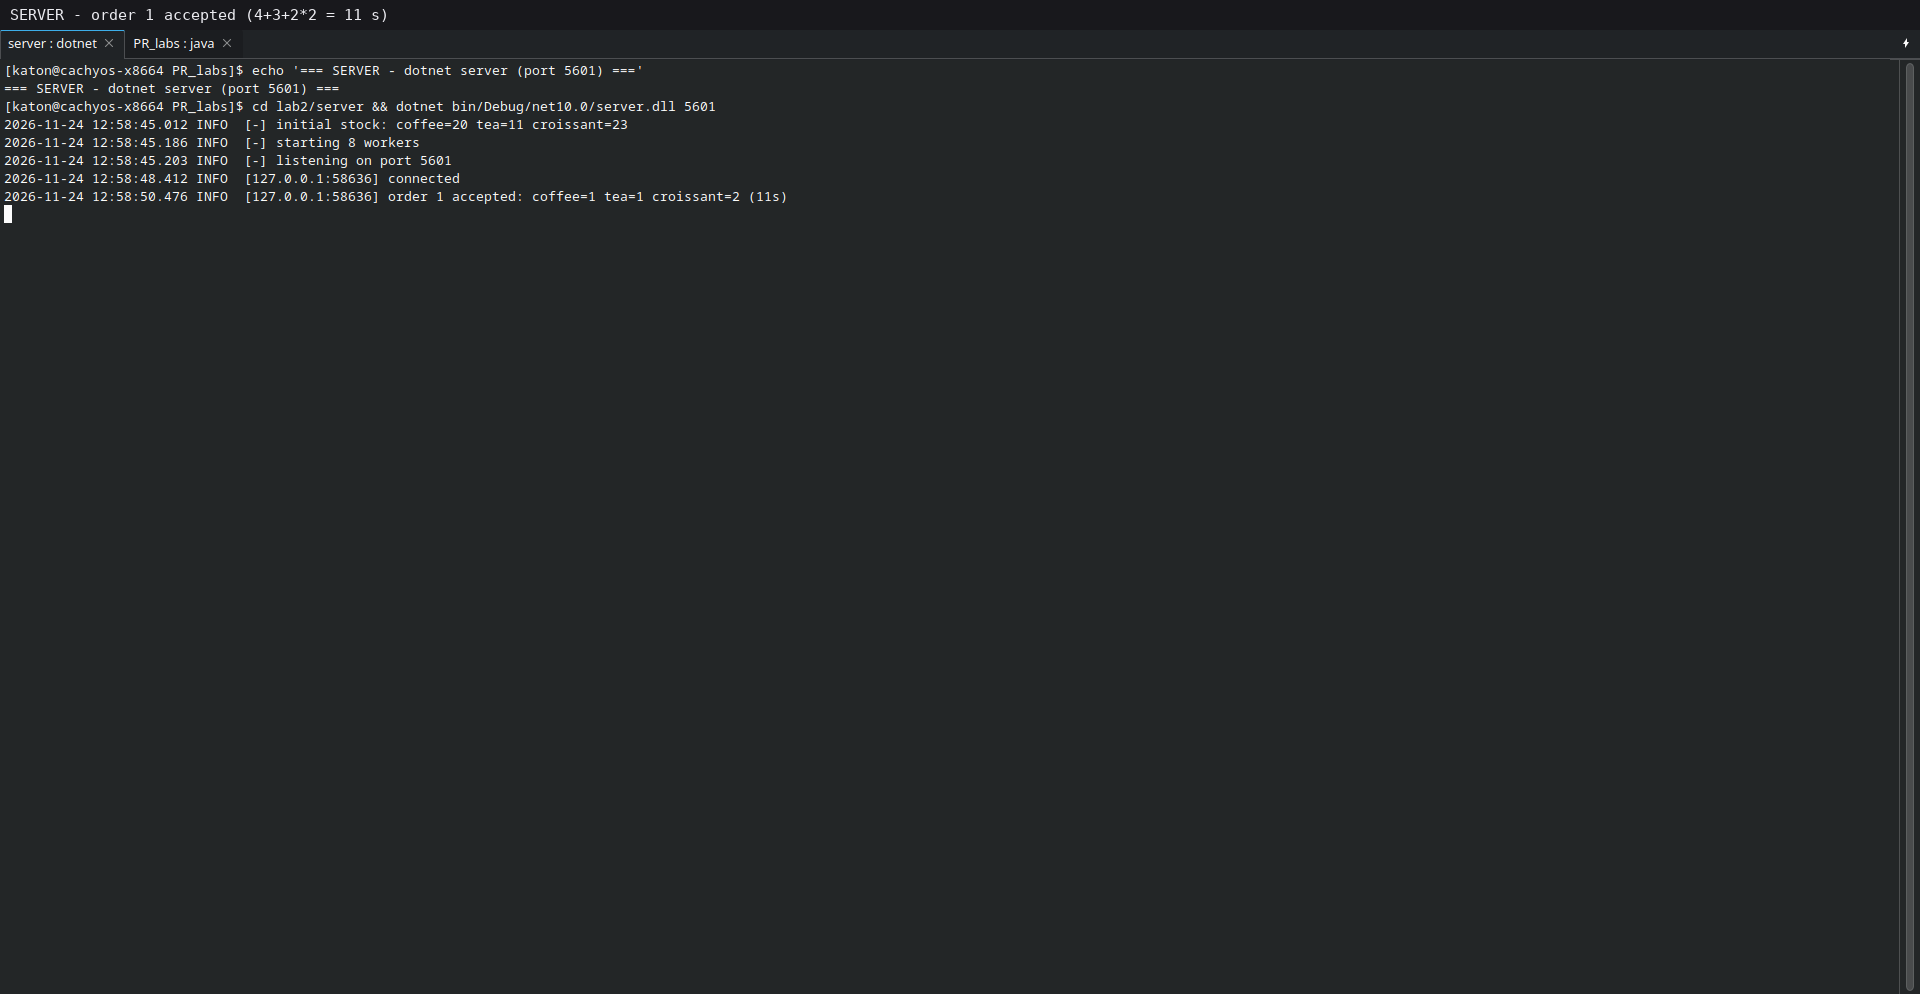 SERVER - order 1 accepted (4+3+2*2 = 11 s)
server : dotnet
PR_labs : java
[katon@cachyos-x8664 PR_labs]$ echo '=== SERVER - dotnet server (port 5601) ==='
=== SERVER - dotnet server (port 5601) ===
[katon@cachyos-x8664 PR_labs]$ cd lab2/server && dotnet bin/Debug/net10.0/server.dll 5601
2026-11-24 12:58:45.012 INFO  [-] initial stock: coffee=20 tea=11 croissant=23
2026-11-24 12:58:45.186 INFO  [-] starting 8 workers
2026-11-24 12:58:45.203 INFO  [-] listening on port 5601
2026-11-24 12:58:48.412 INFO  [127.0.0.1:58636] connected
2026-11-24 12:58:50.476 INFO  [127.0.0.1:58636] order 1 accepted: coffee=1 tea=1 croissant=2 (11s)